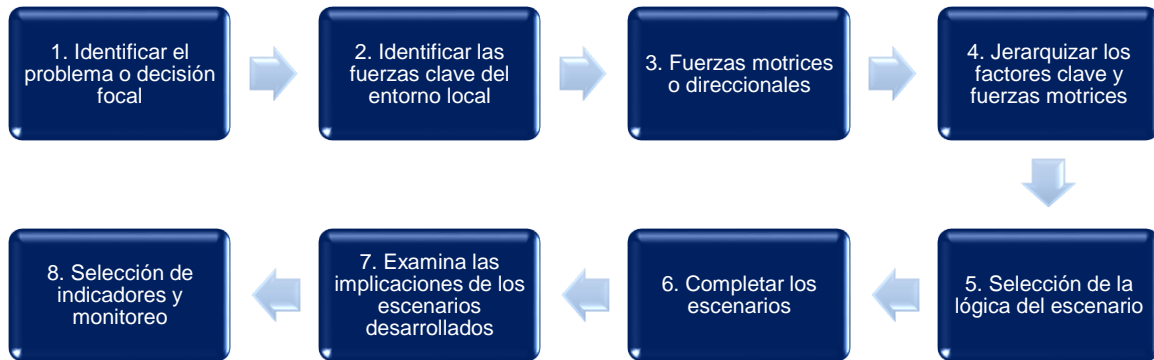 1. Identificar el
problema o decisión
focal
2. Identificar las
fuerzas clave del
entorno local
3. Fuerzas motrices
o direccionales
4. Jerarquizar los
factores clave y
fuerzas motrices
5. Selección de la
lógica del escenario
6. Completar los
escenarios
7. Examina las
implicaciones de los
escenarios
desarrollados
8. Selección de
indicadores y
monitoreo